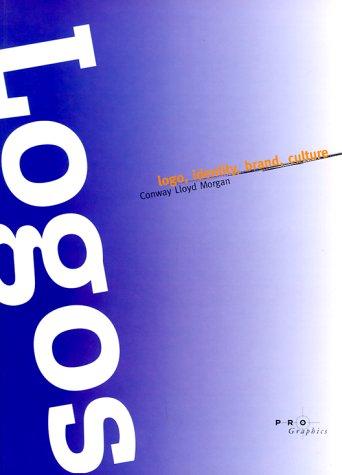 Logos
logo, identity, brand, culture
Conway Lloyd Morgan
PRO
Graphics